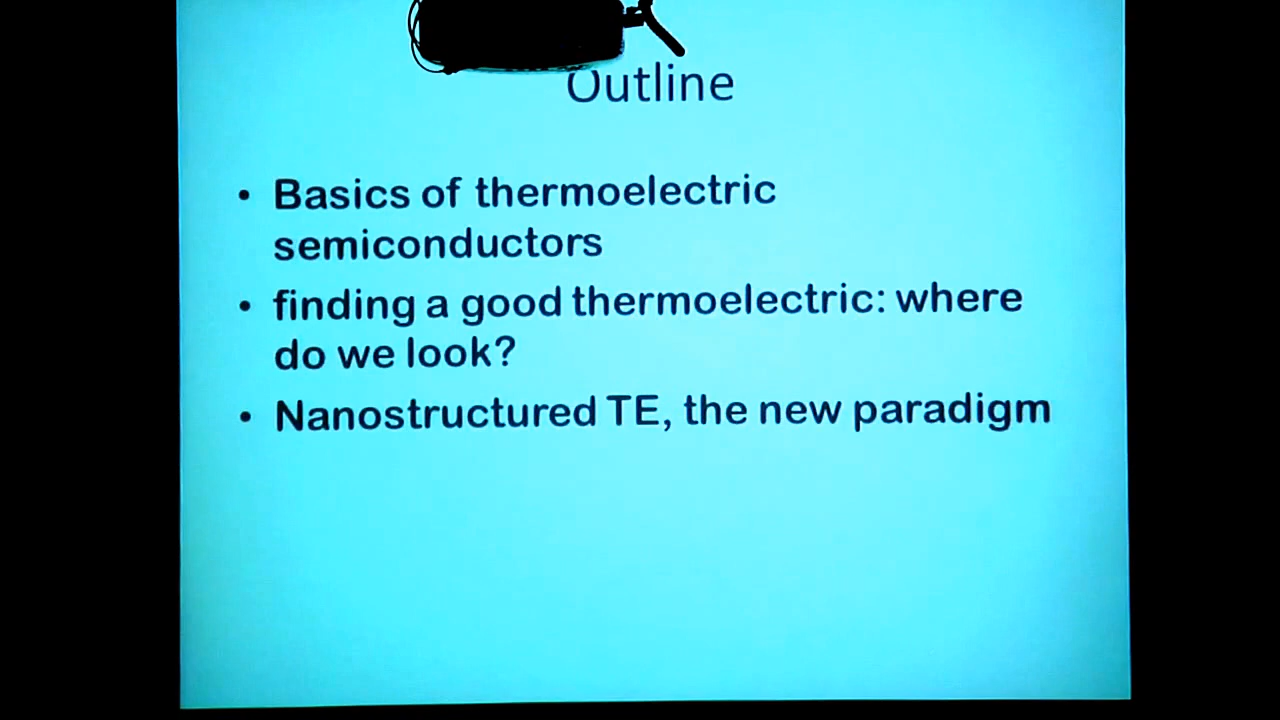 Outline
• Basics of thermoelectric
semiconductors
• finding a good thermoelectric: where
do we look?
• Nanostructured TE, the new paradigm